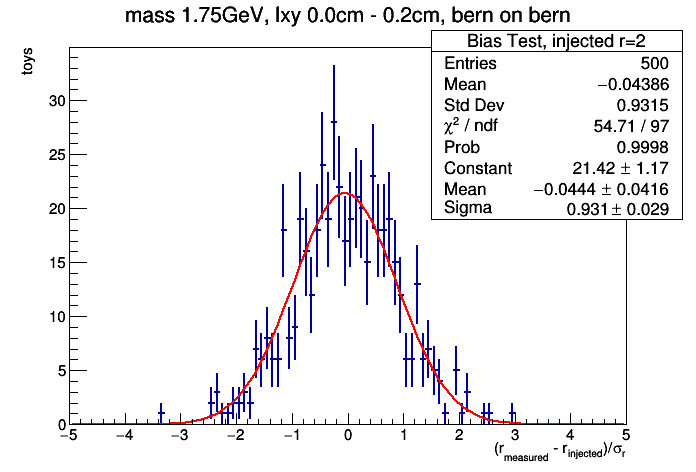 mass 1.75GeV, lxy 0.0cm - 0.2cm, bern on bern
Bias Test, injected r=2
Entries 500
Mean −0.04386
Std Dev 0.9315
χ² / ndf 54.71 / 97
Prob 0.9998
Constant 21.42 ± 1.17
Mean −0.0444 ± 0.0416
Sigma 0.931 ± 0.029
toys
30
25
20
15
10
5
0
−5 −4 −3 −2 −1 0 1 2 3 4 5
(r_measured - r_injected)/σ_r